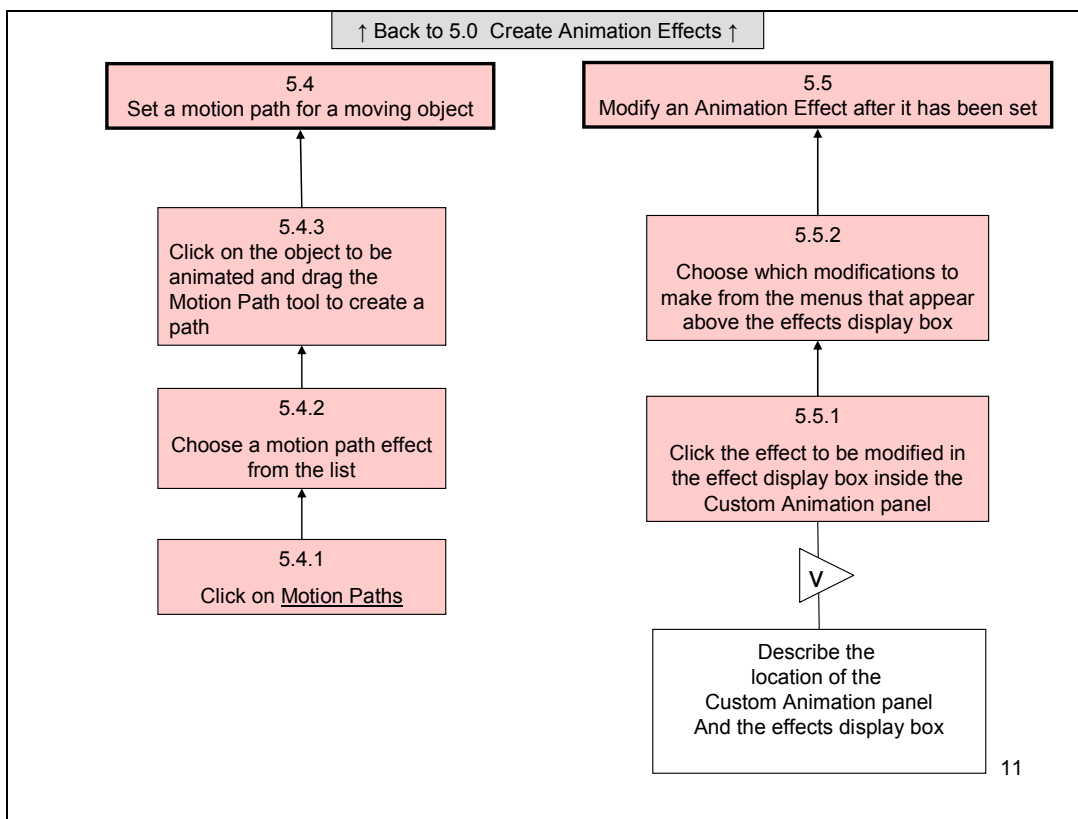 ↑ Back to 5.0  Create Animation Effects ↑
5.4
Set a motion path for a moving object
5.4.3
Click on the object to be
animated and drag the
Motion Path tool to create a
path
5.4.2
Choose a motion path effect
from the list
5.4.1
Click on Motion Paths
5.5
Modify an Animation Effect after it has been set
5.5.2
Choose which modifications to
make from the menus that appear
above the effects display box
5.5.1
Click the effect to be modified in
the effect display box inside the
Custom Animation panel
V
Describe the
location of the
Custom Animation panel
And the effects display box
11